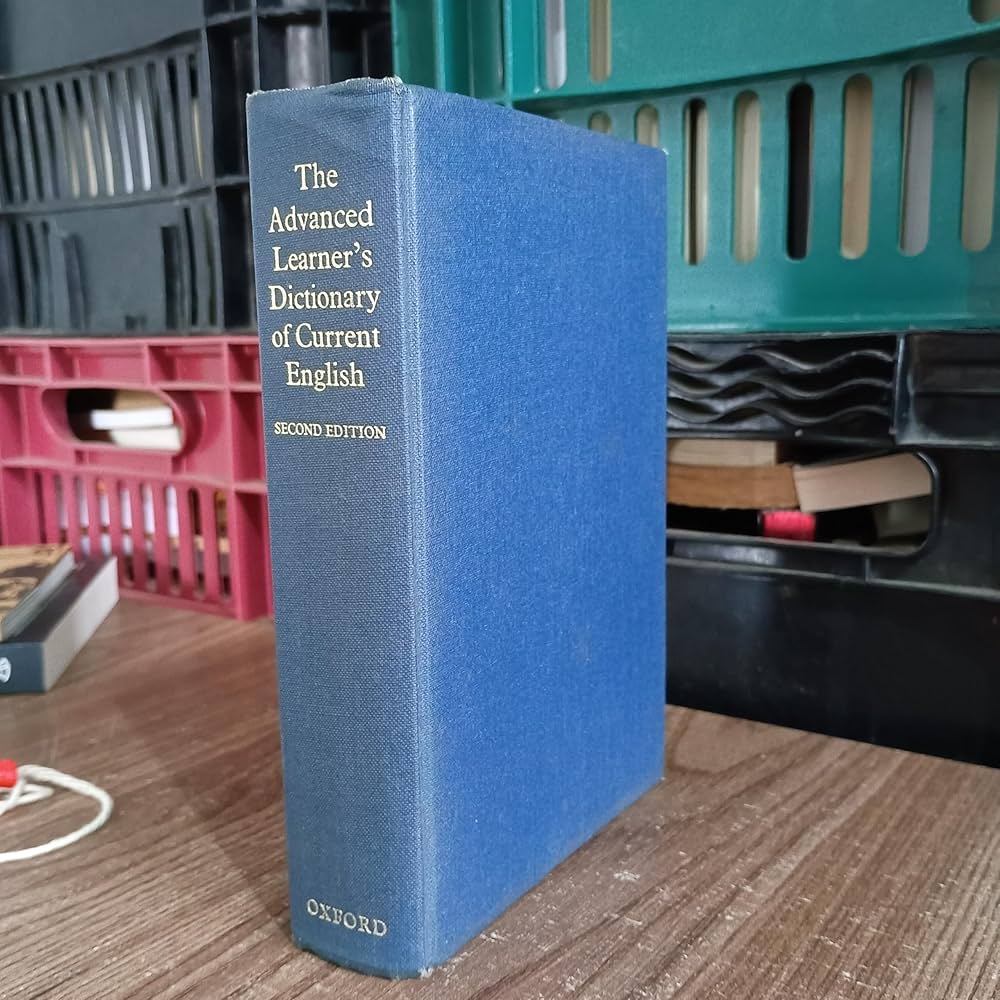 The
Advanced
Learner's
Dictionary
of Current
English
SECOND EDITION
OXFORD